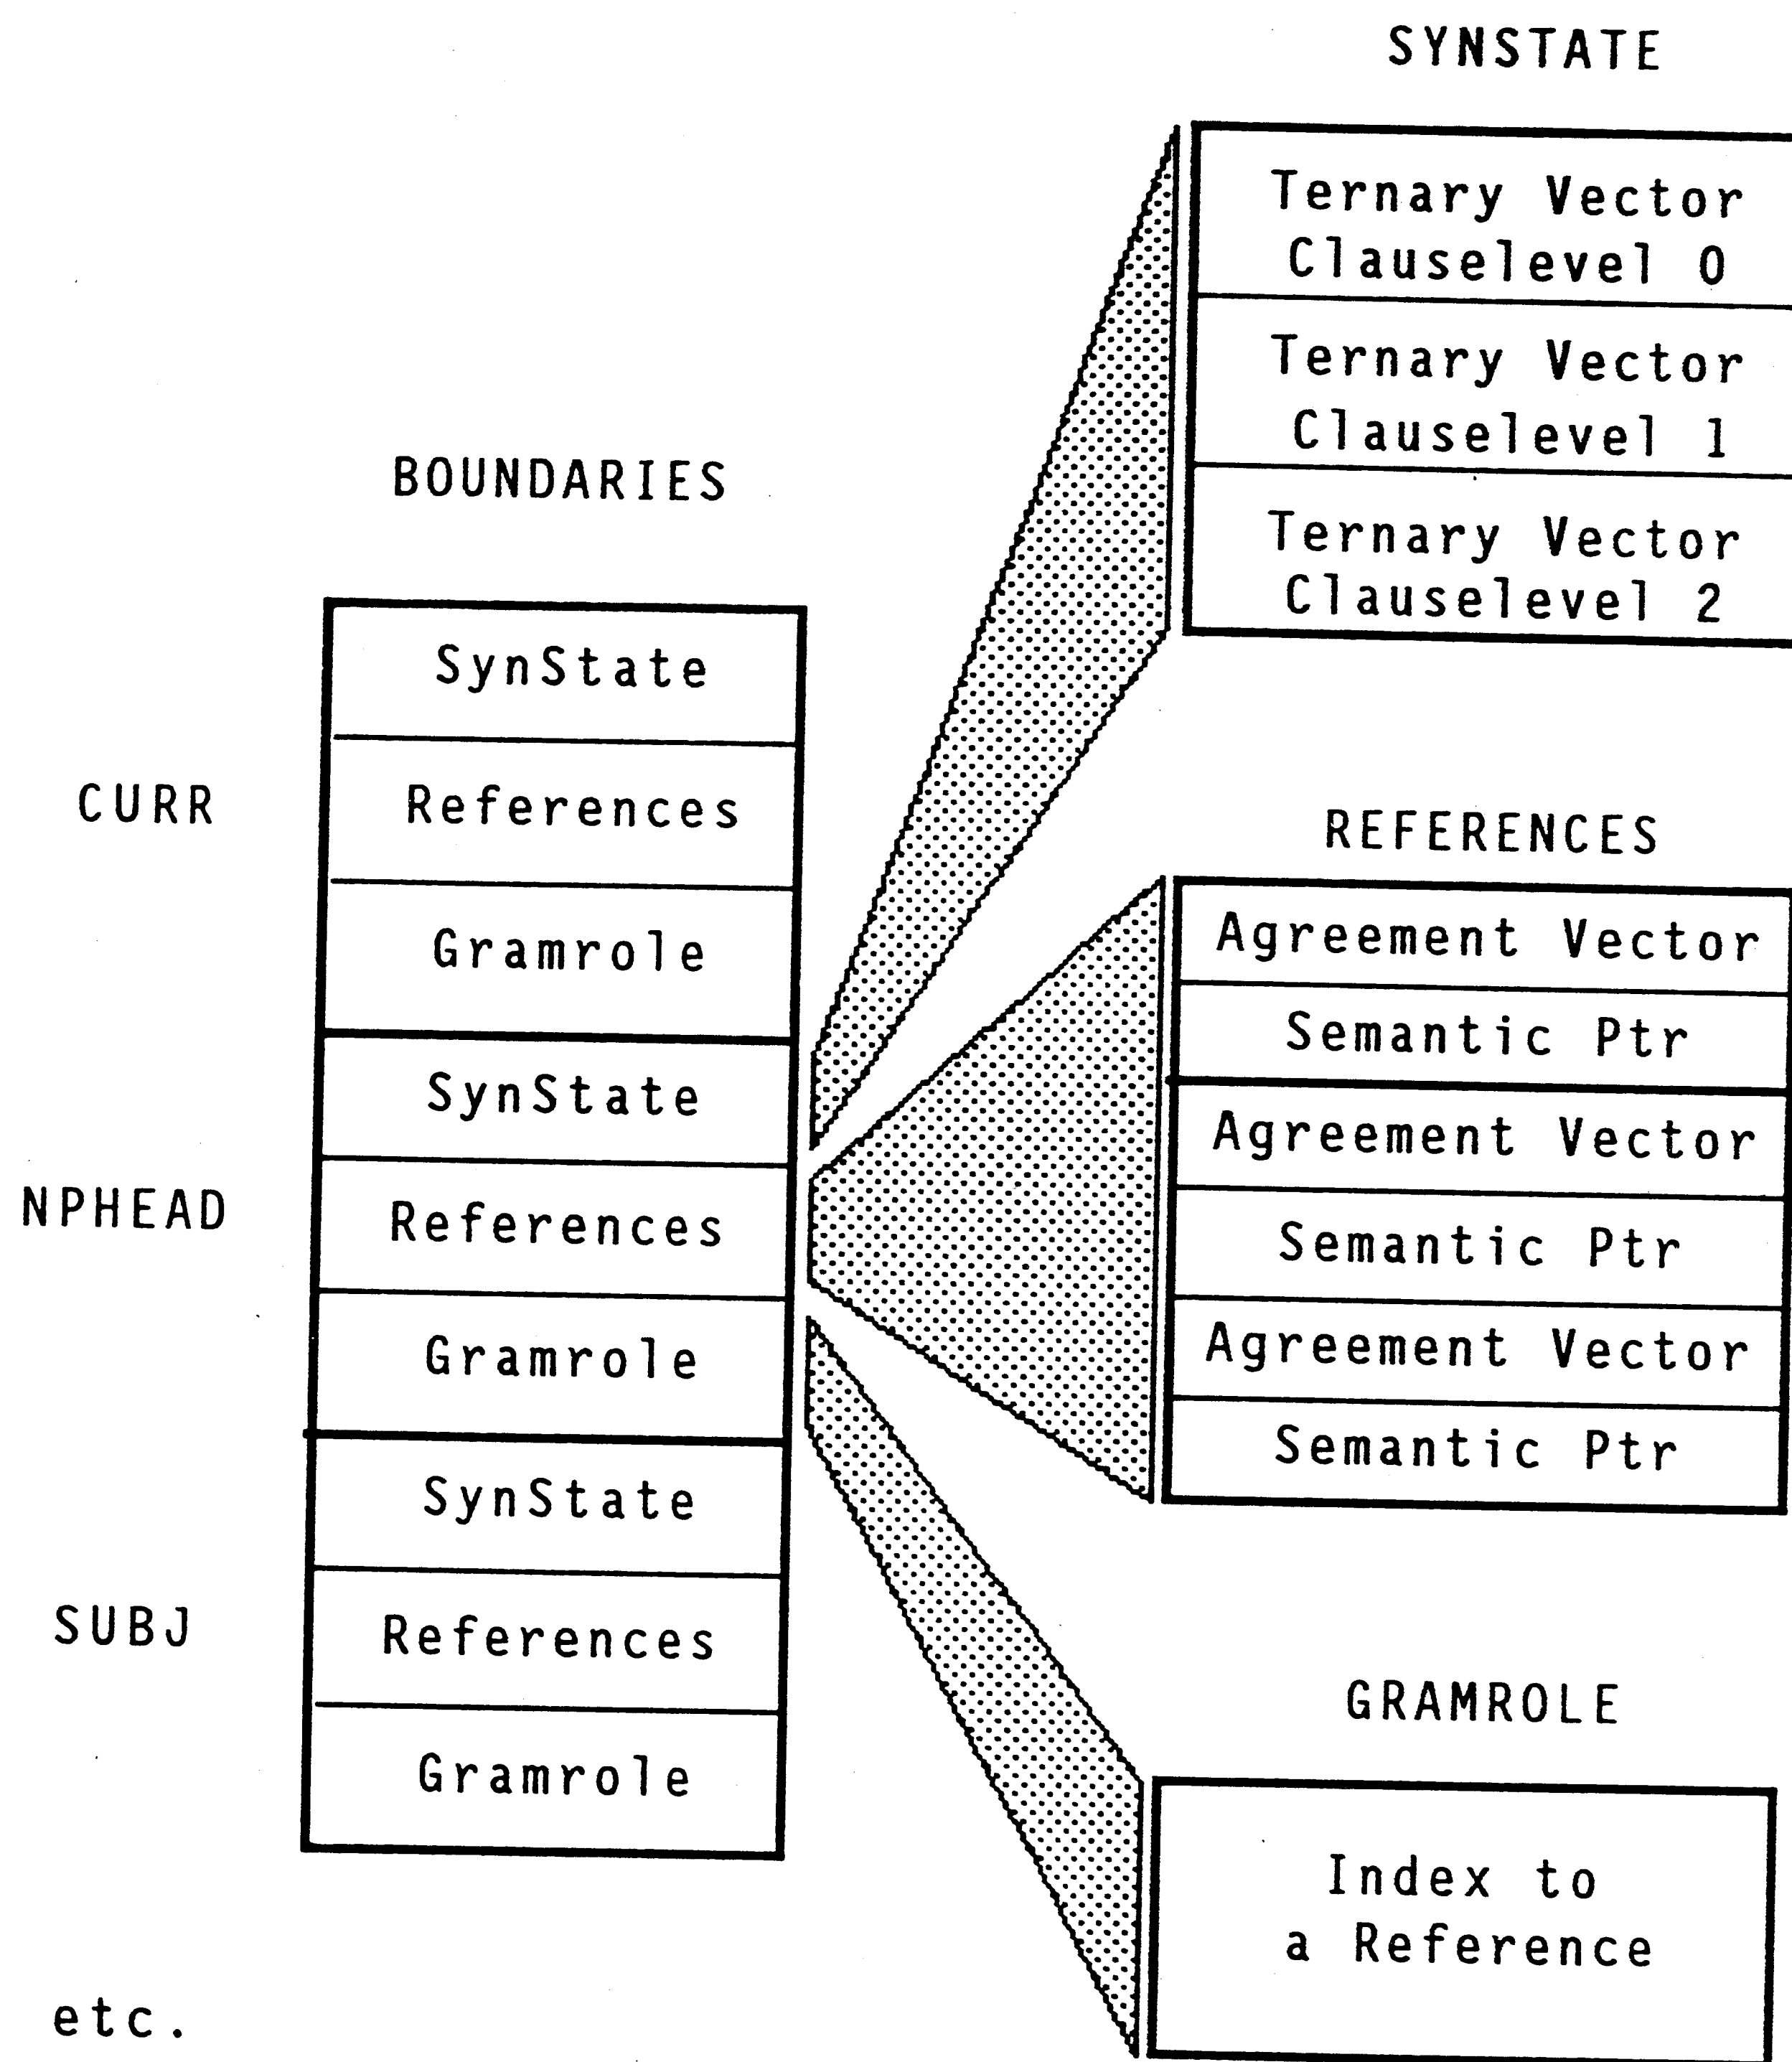 SYNSTATE
Ternary Vector
Clauselevel 0
Ternary Vector
Clauselevel 1
Ternary Vector
Clauselevel 2
BOUNDARIES
SynState
CURR
References
Gramrole
SynState
NPHEAD
References
Gramrole
SynState
SUBJ
References
Gramrole
etc.
REFERENCES
Agreement Vector
Semantic Ptr
Agreement Vector
Semantic Ptr
Agreement Vector
Semantic Ptr
GRAMROLE
Index to
a Reference